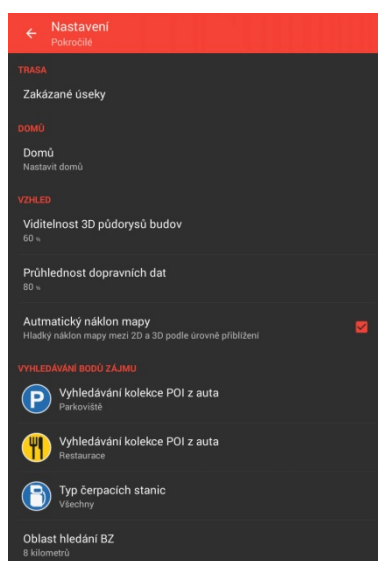 Nastavení
Pokročilé
TRASA
Zakázané úseky
DOMŮ
Domů
Nastavit domů
VZHLED
Viditelnost 3D půdorysů budov
60 %
Průhlednost dopravních dat
80 %
Autmatický náklon mapy
Hladký náklon mapy mezi 2D a 3D podle úrovně přiblížení
VYHLEDÁVÁNÍ BODŮ ZÁJMU
P
Vyhledávání kolekce POI z auta
Parkoviště
Vyhledávání kolekce POI z auta
Restaurace
Typ čerpacích stanic
Všechny
Oblast hledání BZ
8 kilometrů